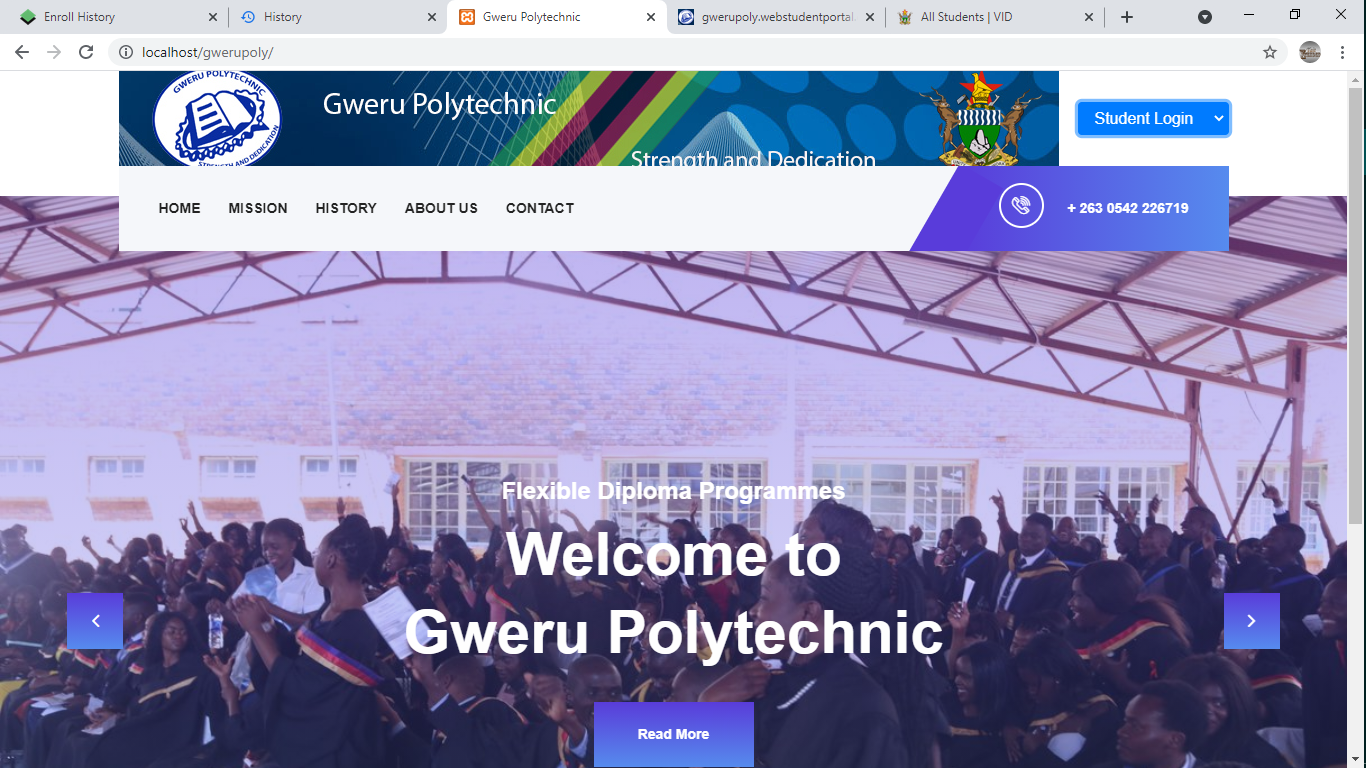 Enroll History
History
Gweru Polytechnic
gwerupoly.webstudentportal
All Students | VID
localhost/gwerupoly/
GWERU POLYTECHNIC
STRENGTH AND DEDICATION
Gweru Polytechnic
Strength and Dedication
Student Login
HOME
MISSION
HISTORY
ABOUT US
CONTACT
+ 263 0542 226719
Flexible Diploma Programmes
Welcome to
Gweru Polytechnic
Read More